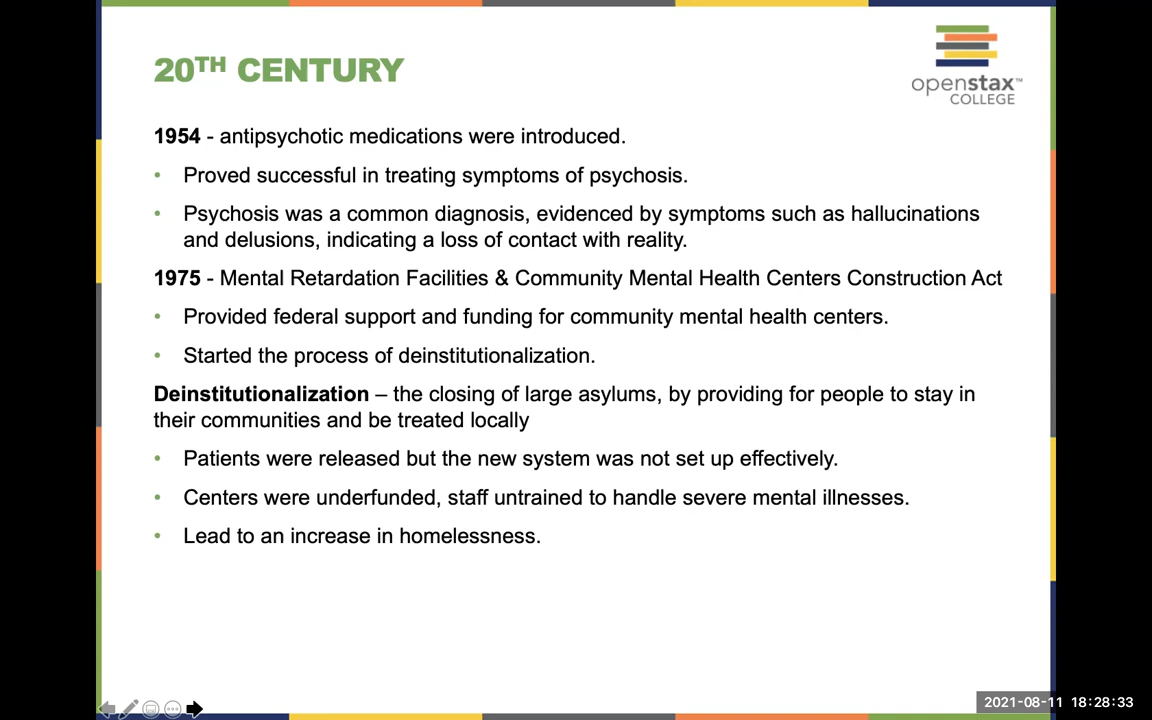 20TH CENTURY
openstax™
COLLEGE
1954 - antipsychotic medications were introduced.
• Proved successful in treating symptoms of psychosis.
• Psychosis was a common diagnosis, evidenced by symptoms such as hallucinations
and delusions, indicating a loss of contact with reality.
1975 - Mental Retardation Facilities & Community Mental Health Centers Construction Act
• Provided federal support and funding for community mental health centers.
• Started the process of deinstitutionalization.
Deinstitutionalization – the closing of large asylums, by providing for people to stay in
their communities and be treated locally
• Patients were released but the new system was not set up effectively.
• Centers were underfunded, staff untrained to handle severe mental illnesses.
• Lead to an increase in homelessness.
2021-08-11 18:28:33